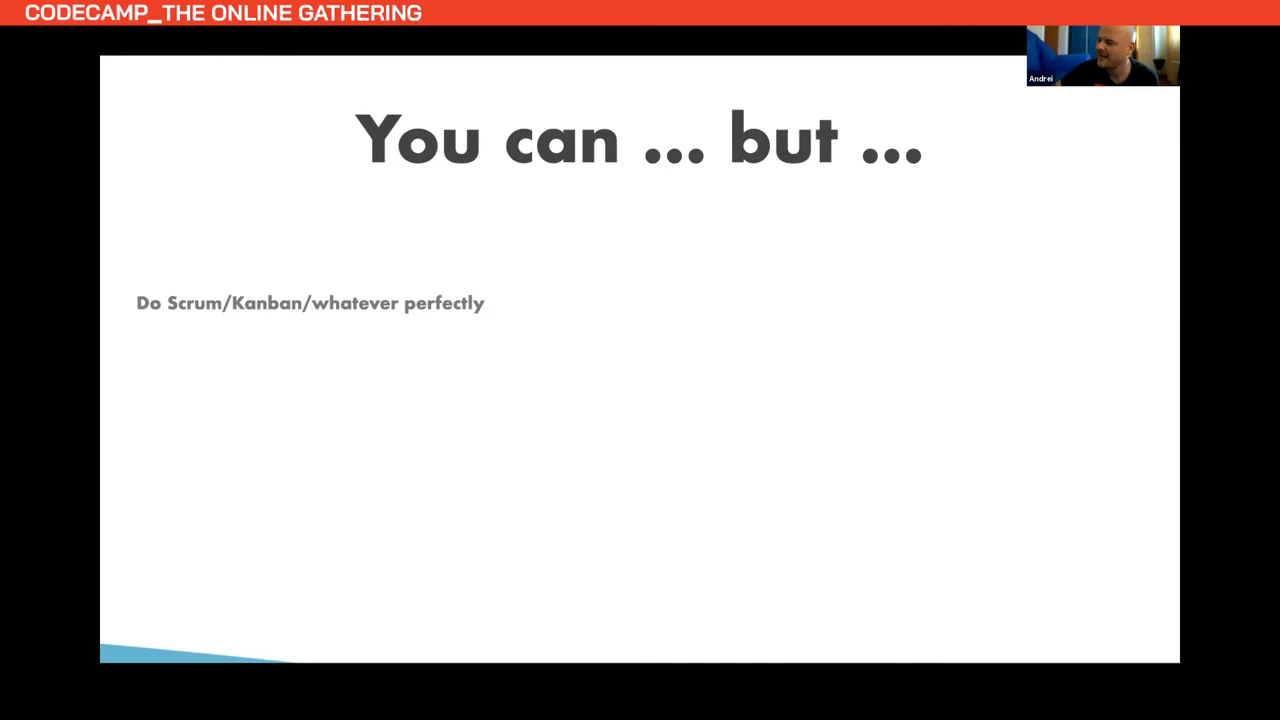 CODECAMP_THE ONLINE GATHERING
Andrei
You can ... but ...
Do Scrum/Kanban/whatever perfectly